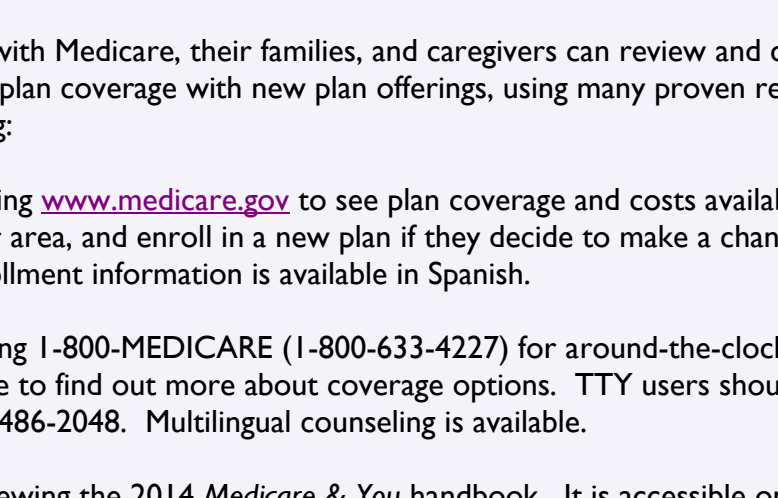 with Medicare, their families, and caregivers can review and
plan coverage with new plan offerings, using many proven re
g:
ing www.medicare.gov to see plan coverage and costs availa
area, and enroll in a new plan if they decide to make a chan
ollment information is available in Spanish.
ng 1-800-MEDICARE (1-800-633-4227) for around-the-clock
e to find out more about coverage options. TTY users shou
486-2048. Multilingual counseling is available.
ewing the 2014 Medicare & You handbook. It is accessible on